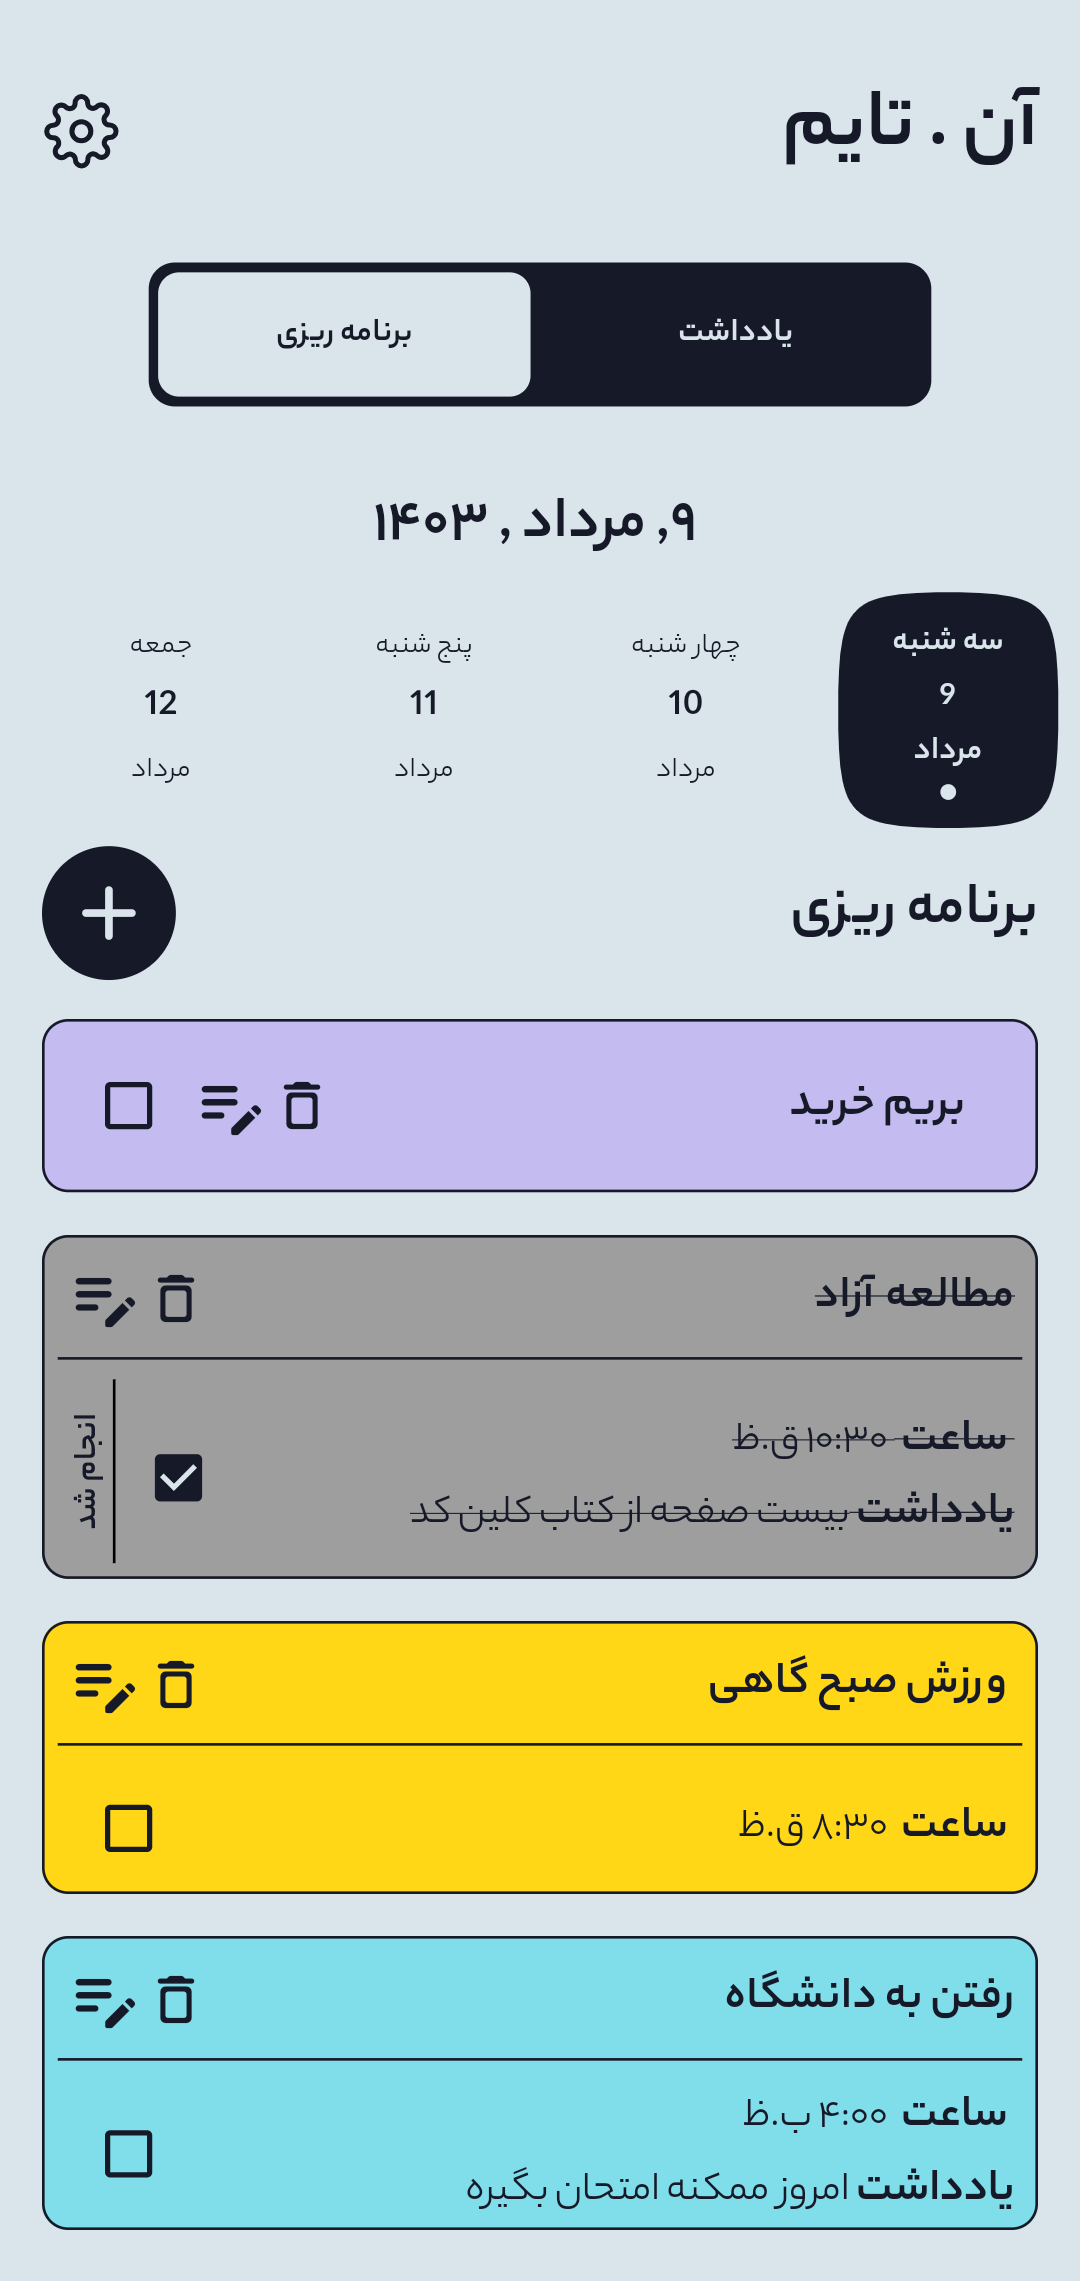 آن . تایم
یادداشت
برنامه ریزی
۹, مرداد , ۱۴۰۳
سه شنبه
9
مرداد
چهار شنبه
10
مرداد
پنج شنبه
11
مرداد
جمعه
12
مرداد
برنامه ریزی
بریم خرید
مطالعه آزاد
ساعت ۱۰:۳۰ ق.ظ
یادداشت بیست صفحه از کتاب کلین کد
انجام شد
ورزش صبح گاهی
ساعت ۸:۳۰ ق.ظ
رفتن به دانشگاه
ساعت ۴:۰۰ ب.ظ
یادداشت امروز ممکنه امتحان بگیره